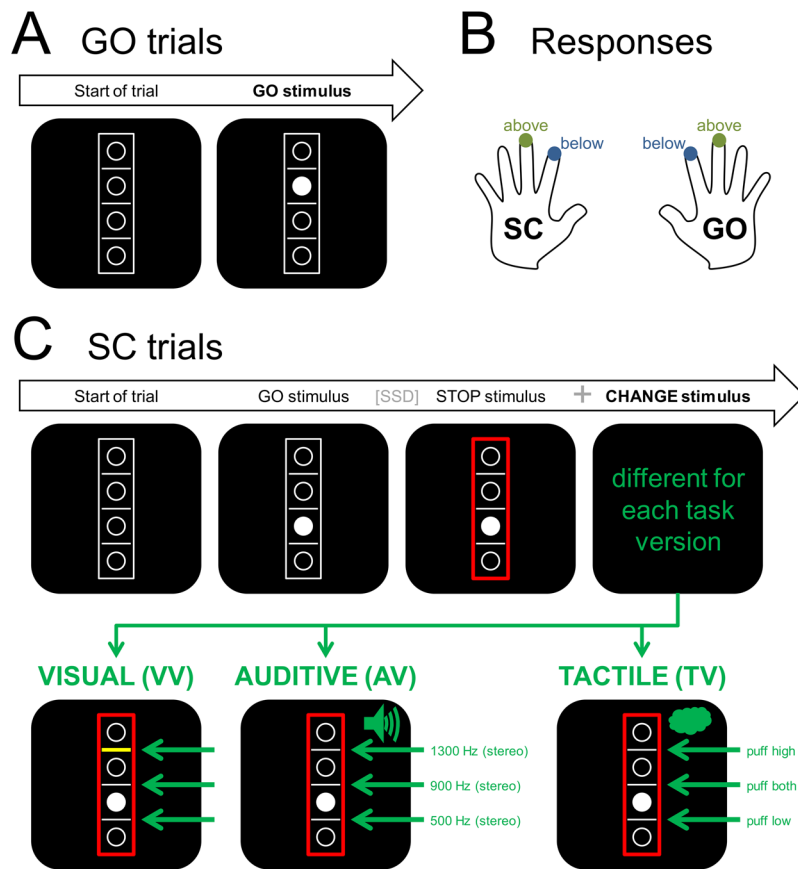 A GO trials
Start of trial
GO stimulus
B Responses
above
below
SC
below
above
GO
C SC trials
Start of trial
GO stimulus
[SSD]
STOP stimulus
+
CHANGE stimulus
different for
each task
version
VISUAL (VV)
AUDITIVE (AV)
TACTILE (TV)
1300 Hz (stereo)
900 Hz (stereo)
500 Hz (stereo)
puff high
puff both
puff low